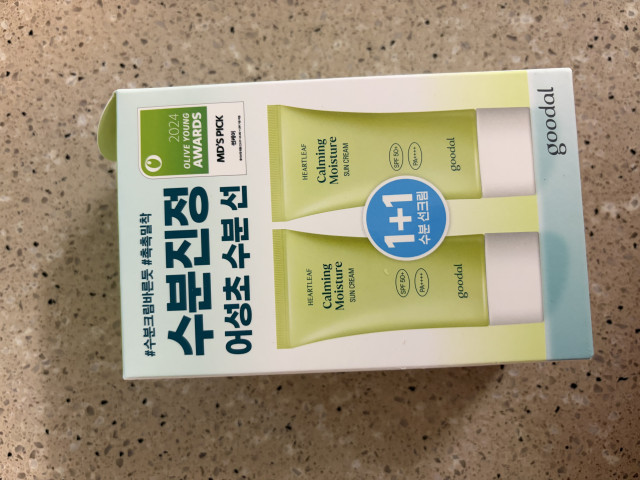 #수분크림바른듯 #촉촉밀착
수분진정
어성초 수분 선
2024
OLIVE YOUNG
AWARDS
MD'S PICK
HEARTLEAF
Calming
Moisture
SUN CREAM
SPF 50+
PA++++
goodal
1+1
수분 선크림
HEARTLEAF
Calming
Moisture
SUN CREAM
SPF 50+
PA++++
goodal
goodal